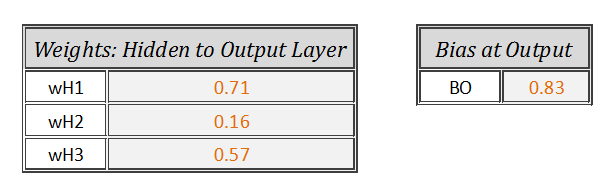 Weights: Hidden to Output Layer
wH1 0.71
wH2 0.16
wH3 0.57
Bias at Output
BO 0.83